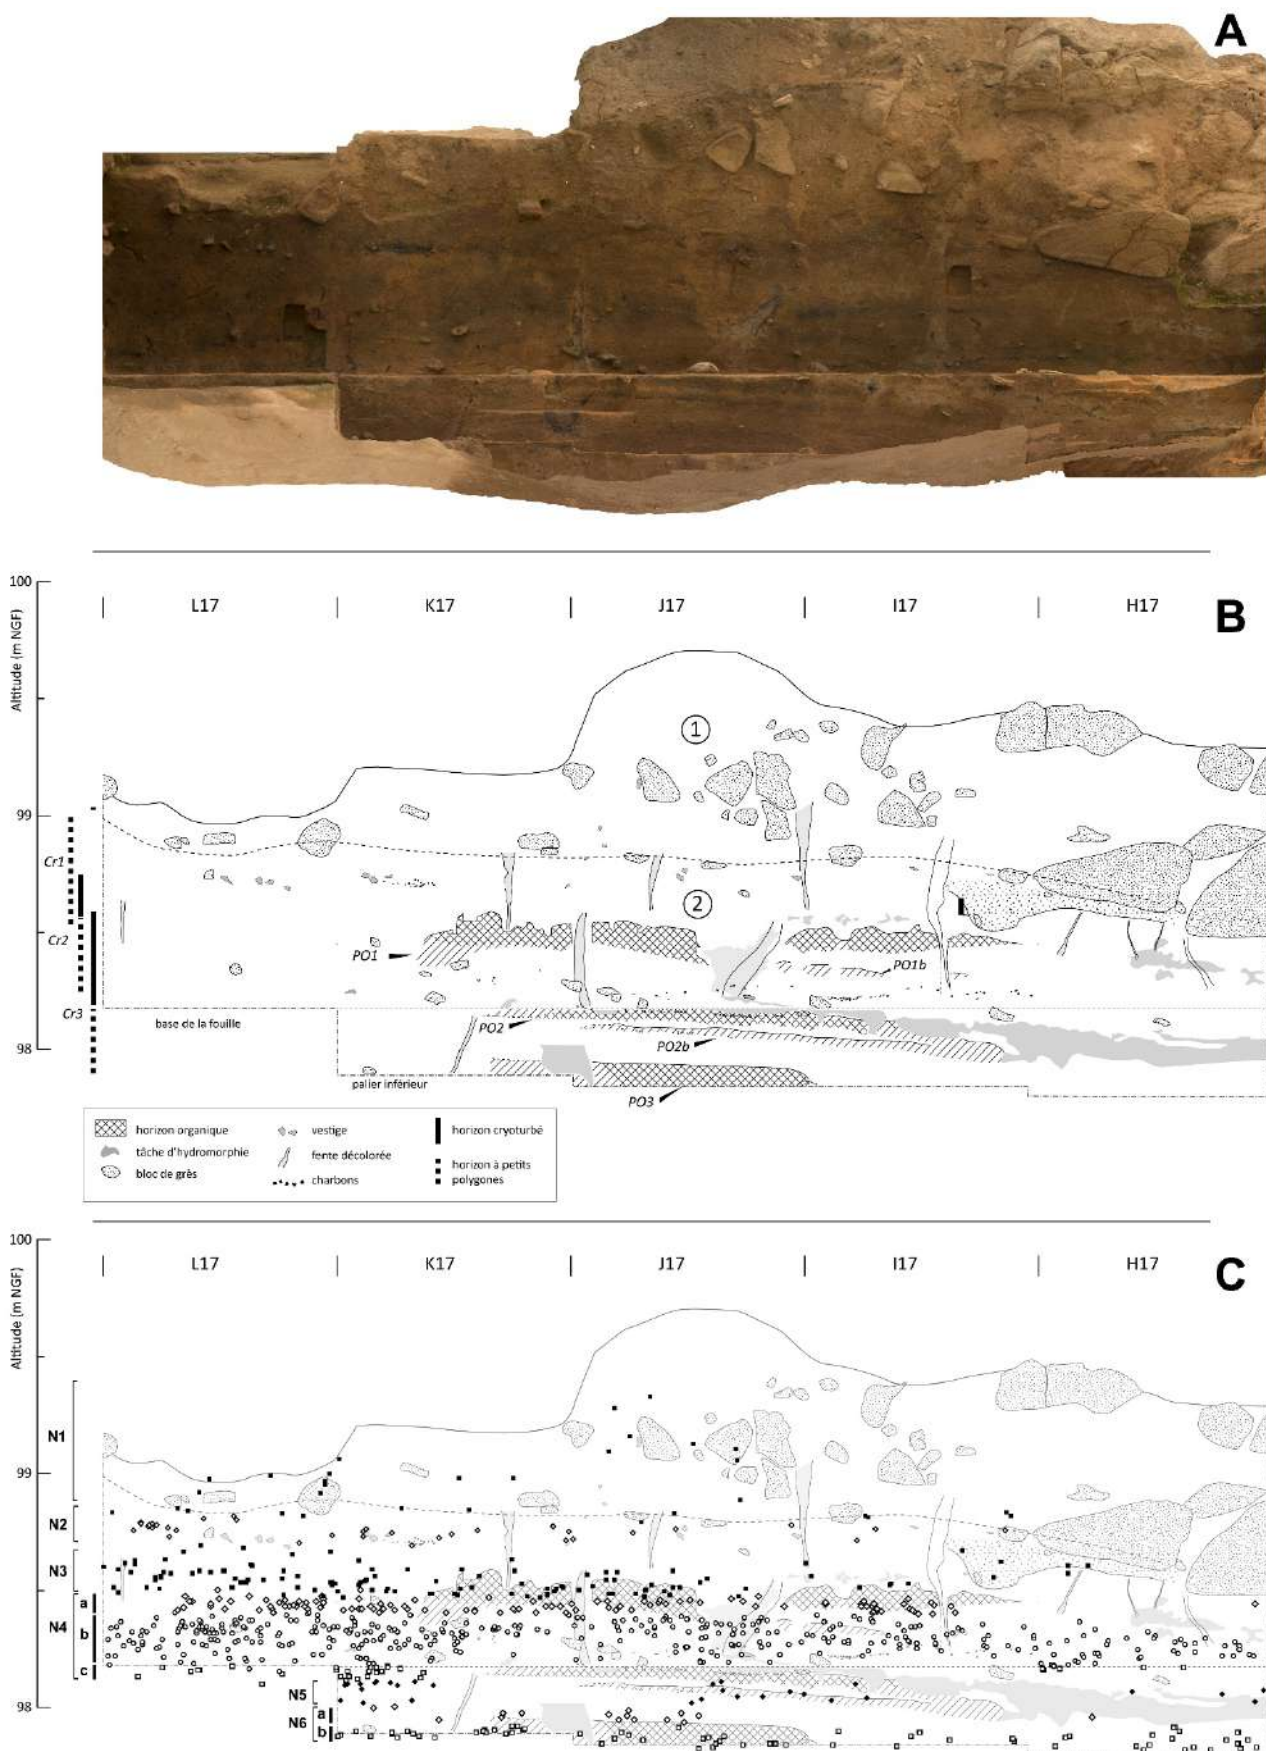 A
100
L17 K17 J17 I17 H17
B
Altitude (m NGF)
1
99
Cr1
2
Cr2
PO1
PO1b
Cr3
base de la fouille
PO2
98
PO2b
palier inférieur
PO3
horizon organique
vestige
horizon cryoturbé
tâche d'hydromorphie
fente décolorée
horizon à petits
polygones
bloc de grès
charbons
100
L17 K17 J17 I17 H17
C
Altitude (m NGF)
N1
99
N2
N3
a
N4
b
c
N5
98
a
N6
b